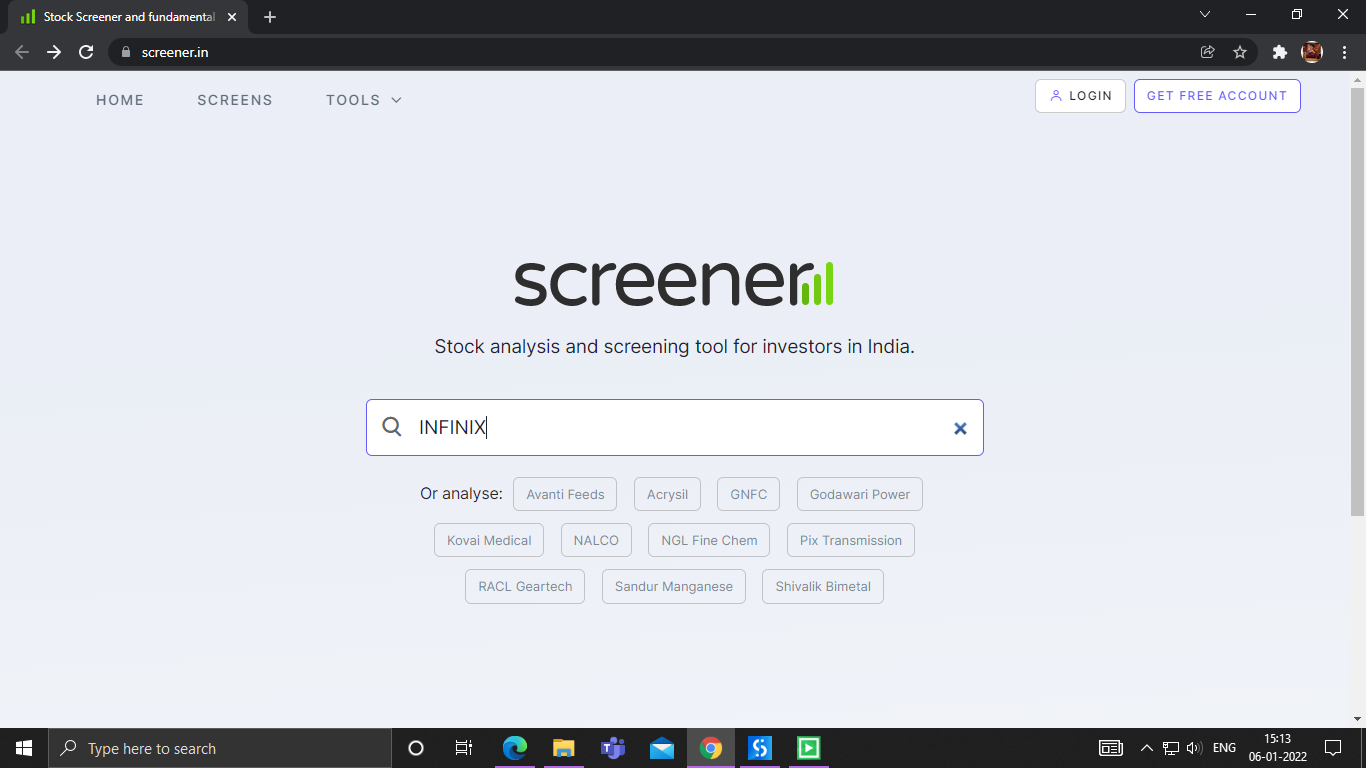 Stock Screener and fundamental
screener.in
HOME SCREENS TOOLS LOGIN GET FREE ACCOUNT
screener
Stock analysis and screening tool for investors in India.
INFINIX
Or analyse: Avanti Feeds Acrysil GNFC Godawari Power
Kovai Medical NALCO NGL Fine Chem Pix Transmission
RACL Geartech Sandur Manganese Shivalik Bimetal
Type here to search ENG 15:13
06-01-2022